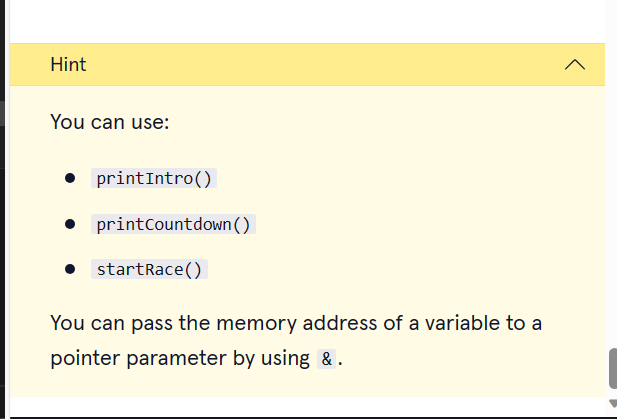 Hint
You can use:
printIntro()
printCountdown()
startRace()
You can pass the memory address of a variable to a
pointer parameter by using & .